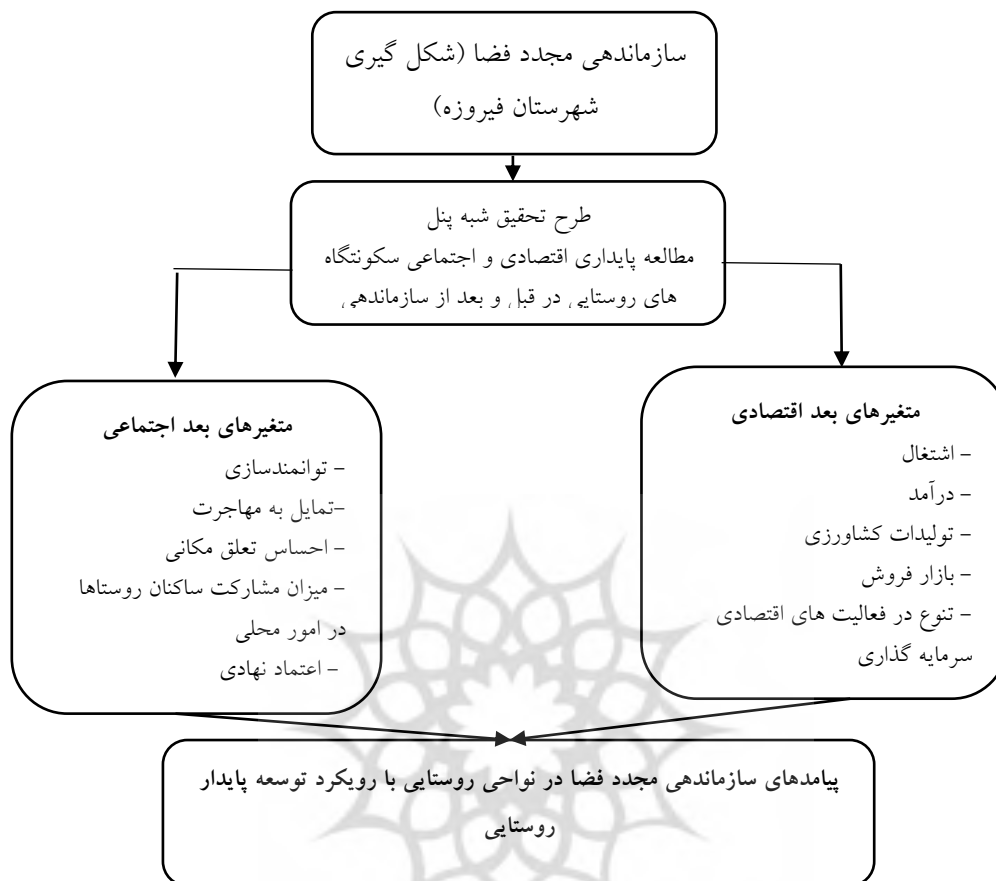 سازماندهی مجدد فضا (شکل گیری
شهرستان فیروزه)
طرح تحقیق شبه پنل
مطالعه پایداری اقتصادی و اجتماعی سکونتگاه
های روستایی در قبل و بعد از سازماندهی
متغیرهای بعد اقتصادی
- اشتغال
- درآمد
- تولیدات کشاورزی
- بازار فروش
- تنوع در فعالیت های اقتصادی
سرمایه گذاری
متغیرهای بعد اجتماعی
- توانمندسازی
-تمایل به مهاجرت
- احساس تعلق مکانی
- میزان مشارکت ساکنان روستاها
در امور محلی
- اعتماد نهادی
پیامدهای سازماندهی مجدد فضا در نواحی روستایی با رویکرد توسعه پایدار
روستایی